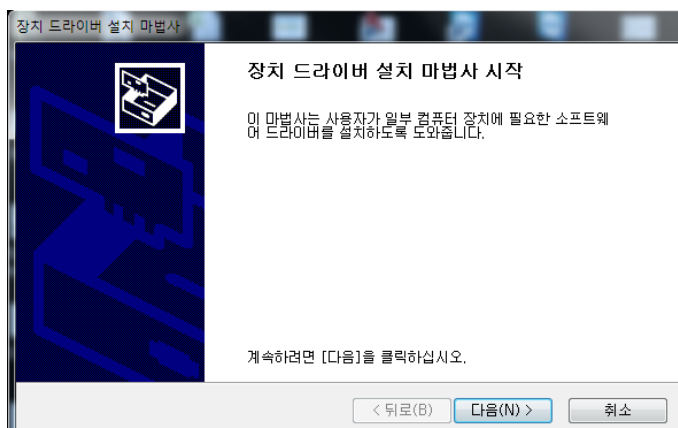 장치 드라이버 설치 마법사
장치 드라이버 설치 마법사 시작
이 마법사는 사용자가 일부 컴퓨터 장치에 필요한 소프트웨
어 드라이버를 설치하도록 도와줍니다.
계속하려면 [다음]을 클릭하십시오.
< 뒤로(B) 다음(N) > 취소